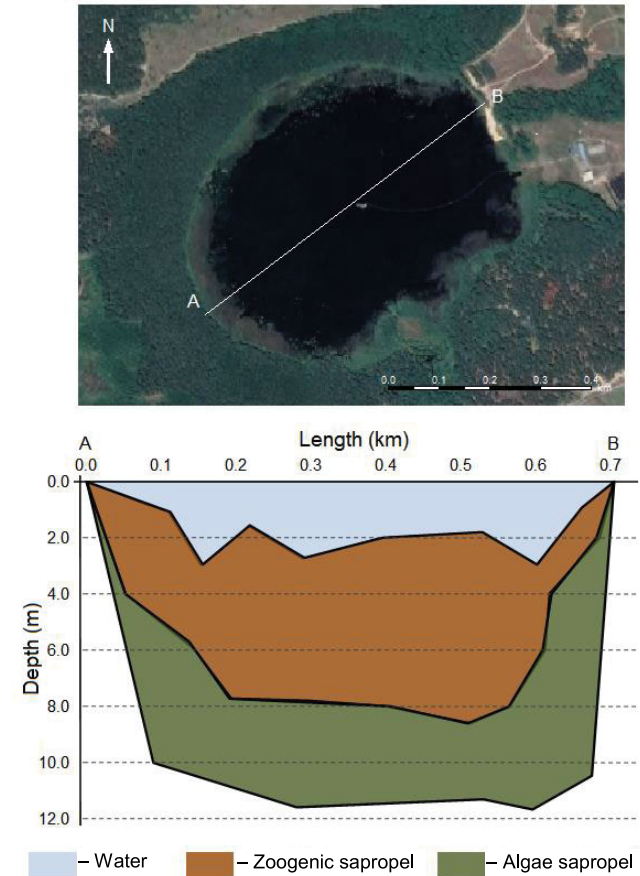 N
B
A
0.0 0.1 0.2 0.3 0.4
km
Length (km)
A B
0.0 0.1 0.2 0.3 0.4 0.5 0.6 0.7
Depth (m)
0.0
2.0
4.0
6.0
8.0
10.0
12.0
– Water – Zoogenic sapropel – Algae sapropel